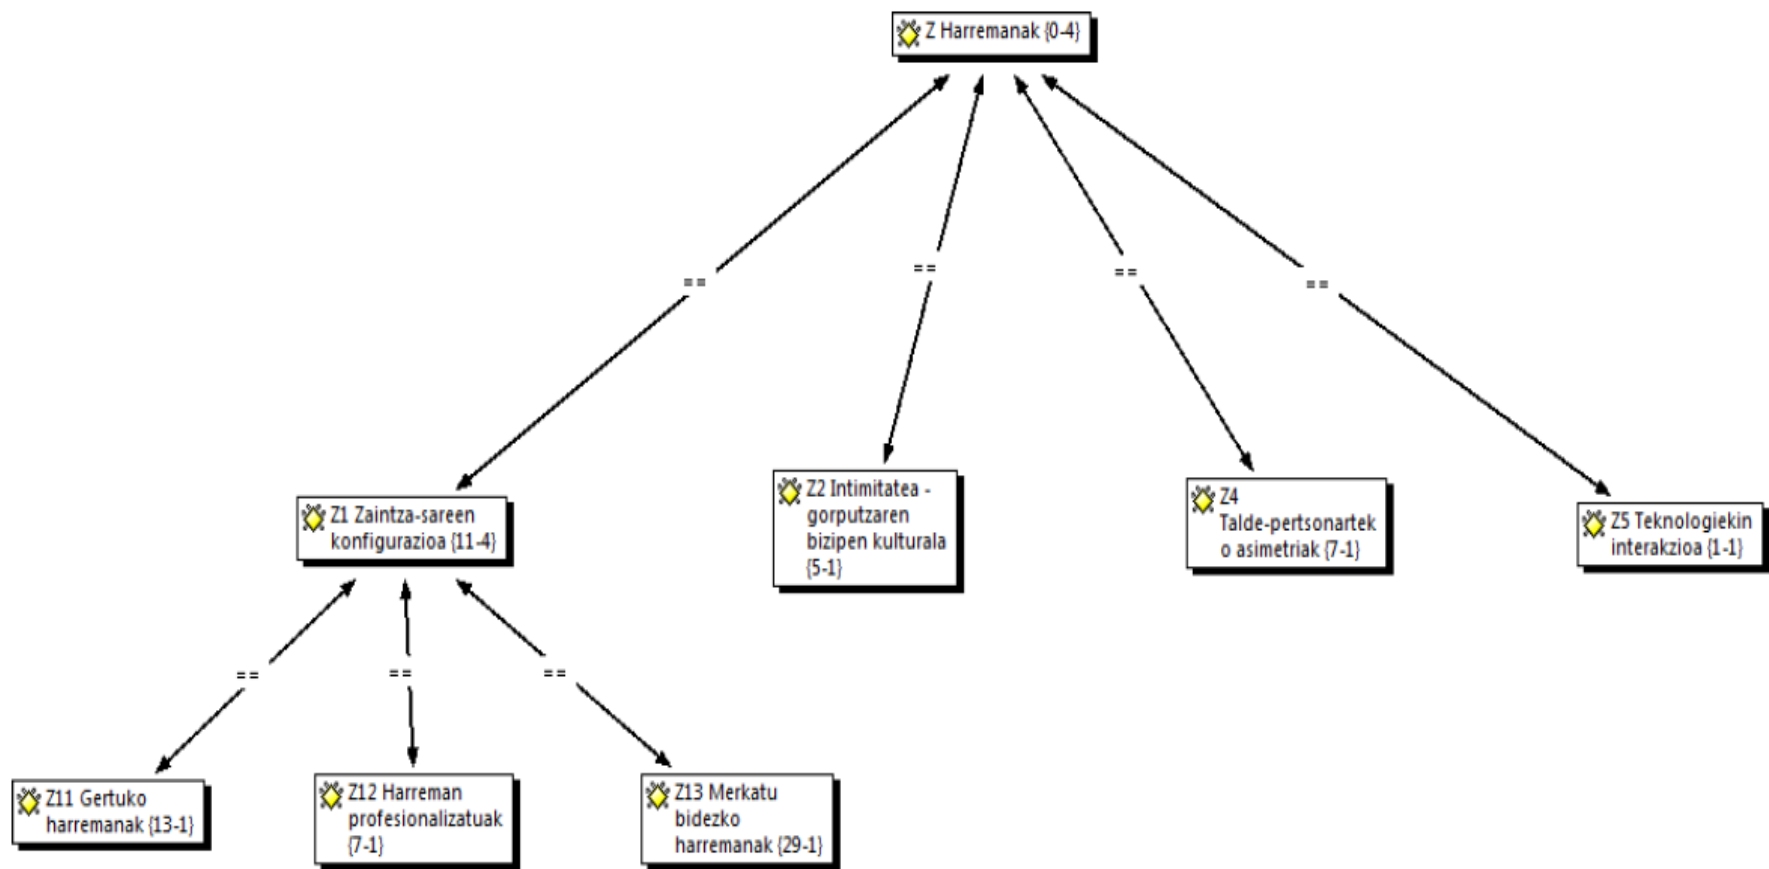 Z Harremanak {0-4}
==
==
==
==
Z1 Zaintza-sareen
konfigurazioa {11-4}
Z2 Intimitatea -
gorputzaren
bizipen kulturala
{5-1}
Z4
Talde-pertsonartek
o asimetriak {7-1}
Z5 Teknologiekin
interakzioa {1-1}
==
==
==
Z11 Gertuko
harremanak {13-1}
Z12 Harreman
profesionalizatuak
{7-1}
Z13 Merkatu
bidezko
harremanak {29-1}